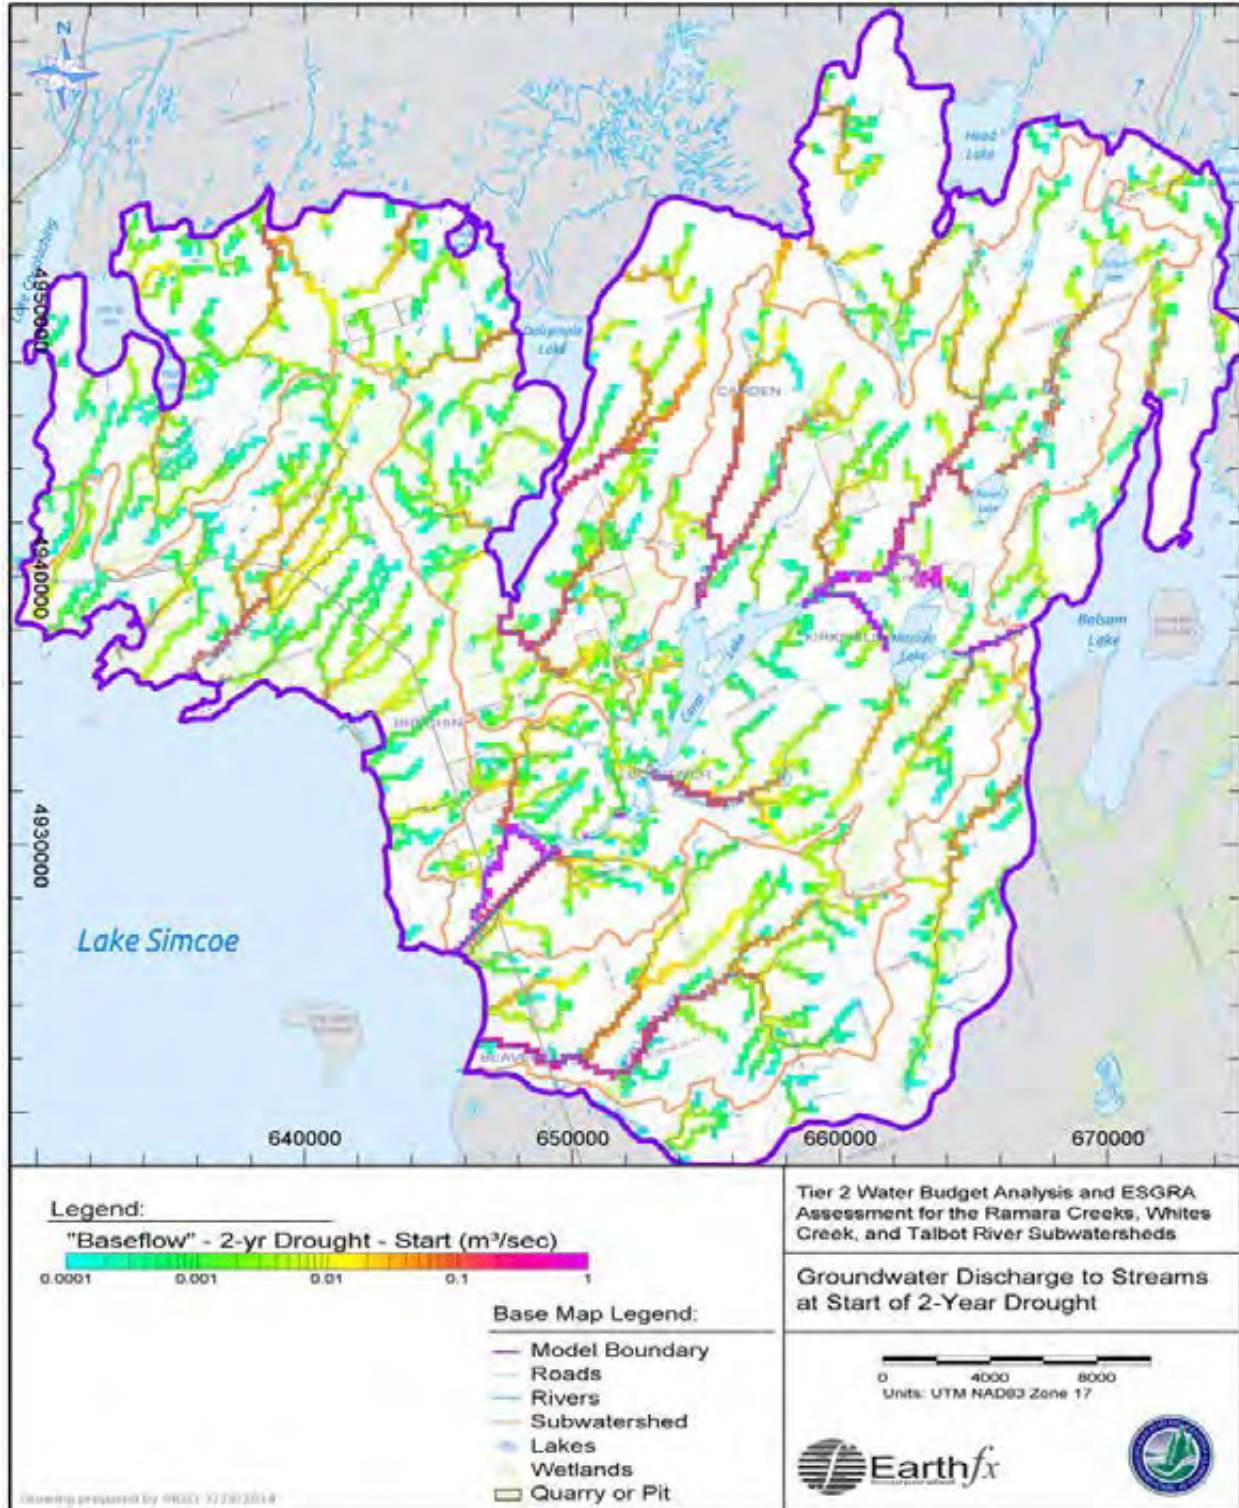 N
Head
Lake
Dalrymple
Lake
CARDEN
4950000
4940000
KIRKFIELD
Mitchell
Lake
Canal
Lake
Balsam
Lake
BRECHIN
4930000
Lake Simcoe
640000
650000
660000
670000
Legend:
"Baseflow" - 2-yr Drought - Start (m³/sec)
0.0001
0.001
0.01
0.1
1
Base Map Legend:
Model Boundary
Roads
Rivers
Subwatershed
Lakes
Wetlands
Quarry or Pit
Tier 2 Water Budget Analysis and ESGRA
Assessment for the Ramara Creeks, Whites
Creek, and Talbot River Subwatersheds
Groundwater Discharge to Streams
at Start of 2-Year Drought
0 4000 8000
Units: UTM NAD83 Zone 17
Earthfx
Incorporated